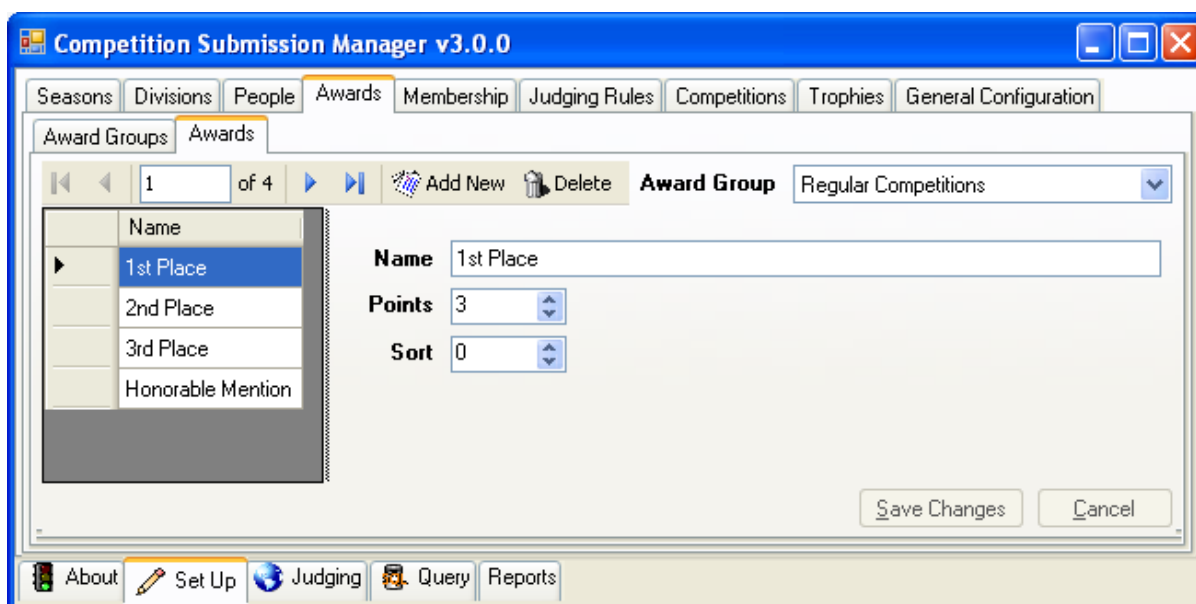 Competition Submission Manager v3.0.0
Seasons Divisions People Awards Membership Judging Rules Competitions Trophies General Configuration
Award Groups Awards
1 of 4 Add New Delete Award Group Regular Competitions
Name
1st Place
2nd Place
3rd Place
Honorable Mention
Name 1st Place
Points 3
Sort 0
Save Changes Cancel
About Set Up Judging Query Reports